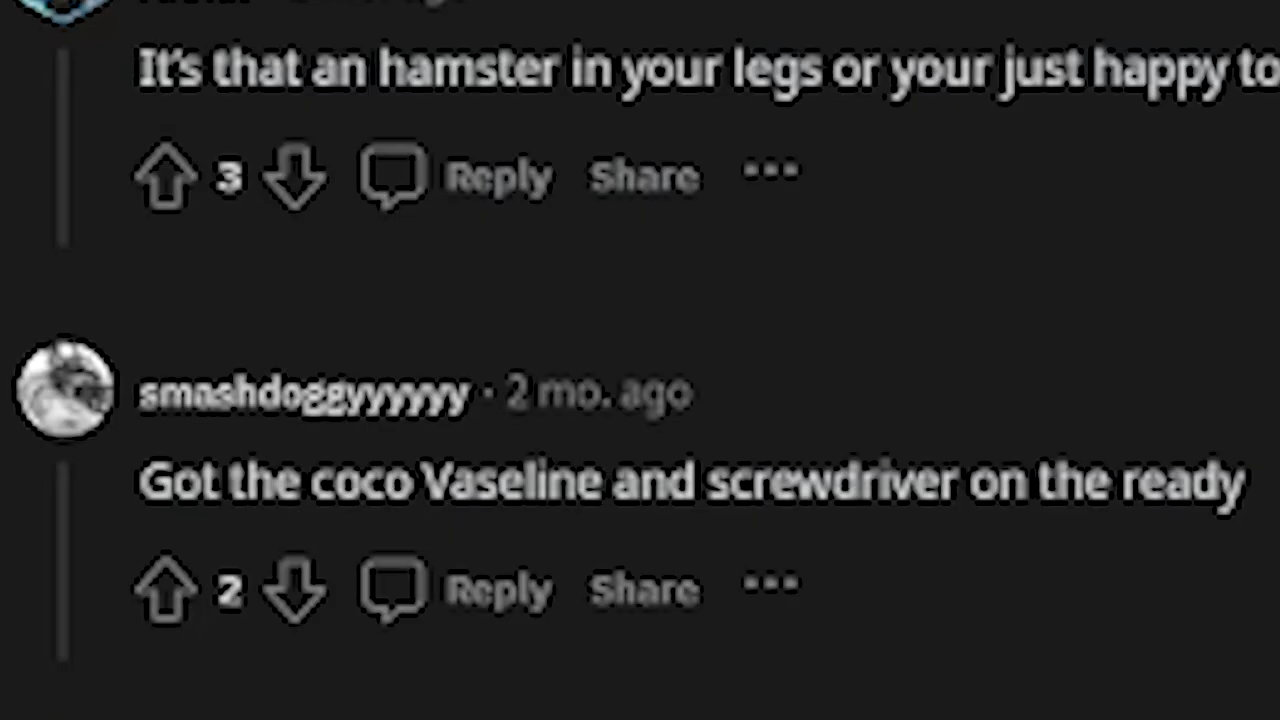 It's that an hamster in your legs or your just happy to
3 Reply Share ...
smashdoggyyyyyy · 2 mo. ago
Got the coco Vaseline and screwdriver on the ready
2 Reply Share ...